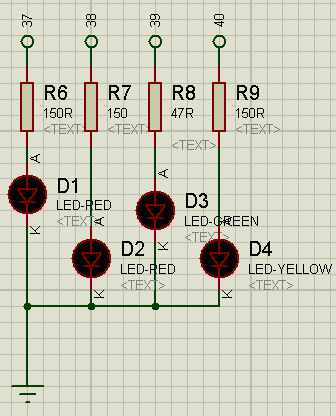 37 38 39 40
R6 R7 R8 R9
150R 150 47R 150R
<TEXT> <TEXT> <TEXT>
<TEXT>
A
A
D1
LED-RED
D3
<TEXT> A LED-GREEN A
K
<TEXT>
K
D2 D4
LED-RED LED-YELLOW
<TEXT> <TEXT>
K K